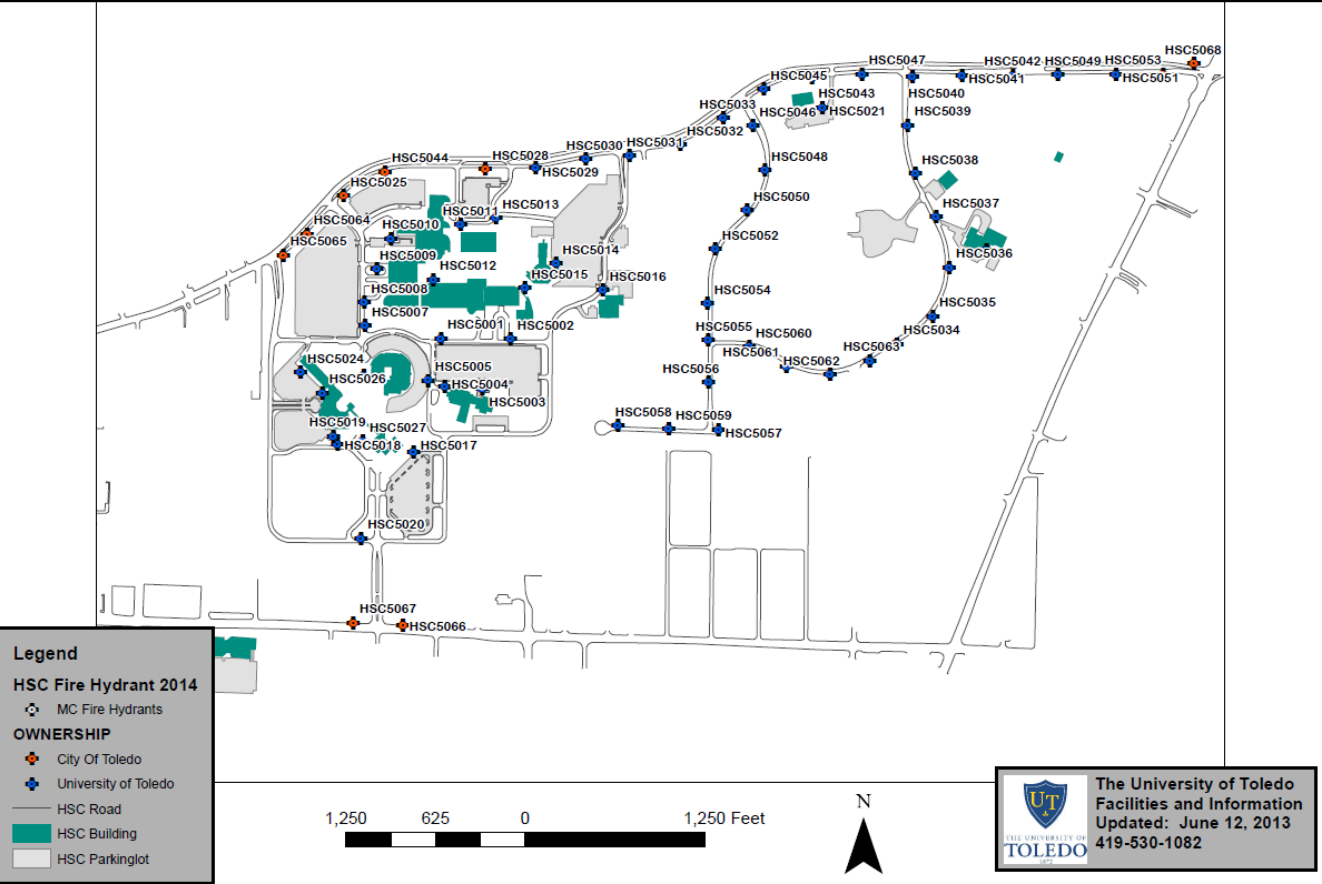 HSC5068
HSC5047
HSC5042
HSC5049
HSC5053
HSC5045
HSC5041
HSC5051
HSC5043
HSC5040
HSC5033
HSC5046
HSC5021
HSC5039
HSC5032
HSC5030
HSC5031
HSC5044
HSC5028
HSC5048
HSC5038
HSC5029
HSC5025
HSC5050
HSC5037
HSC5011
HSC5013
HSC5064
HSC5010
HSC5065
HSC5052
HSC5014
HSC5036
HSC5009
HSC5012
HSC5015
HSC5016
HSC5008
HSC5054
HSC5035
HSC5007
HSC5001
HSC5002
HSC5055
HSC5060
HSC5034
HSC5061
HSC5063
HSC5024
HSC5005
HSC5056
HSC5062
HSC5026
HSC5004
HSC5003
HSC5058
HSC5059
HSC5019
HSC5027
HSC5057
HSC5018
HSC5017
HSC5020
HSC5067
HSC5066
Legend
HSC Fire Hydrant 2014
MC Fire Hydrants
OWNERSHIP
City Of Toledo
University of Toledo
HSC Road
HSC Building
HSC Parkinglot
1,250 625 0 1,250 Feet
N
UT
THE UNIVERSITY OF
TOLEDO
1872
The University of Toledo
Facilities and Information
Updated: June 12, 2013
419-530-1082